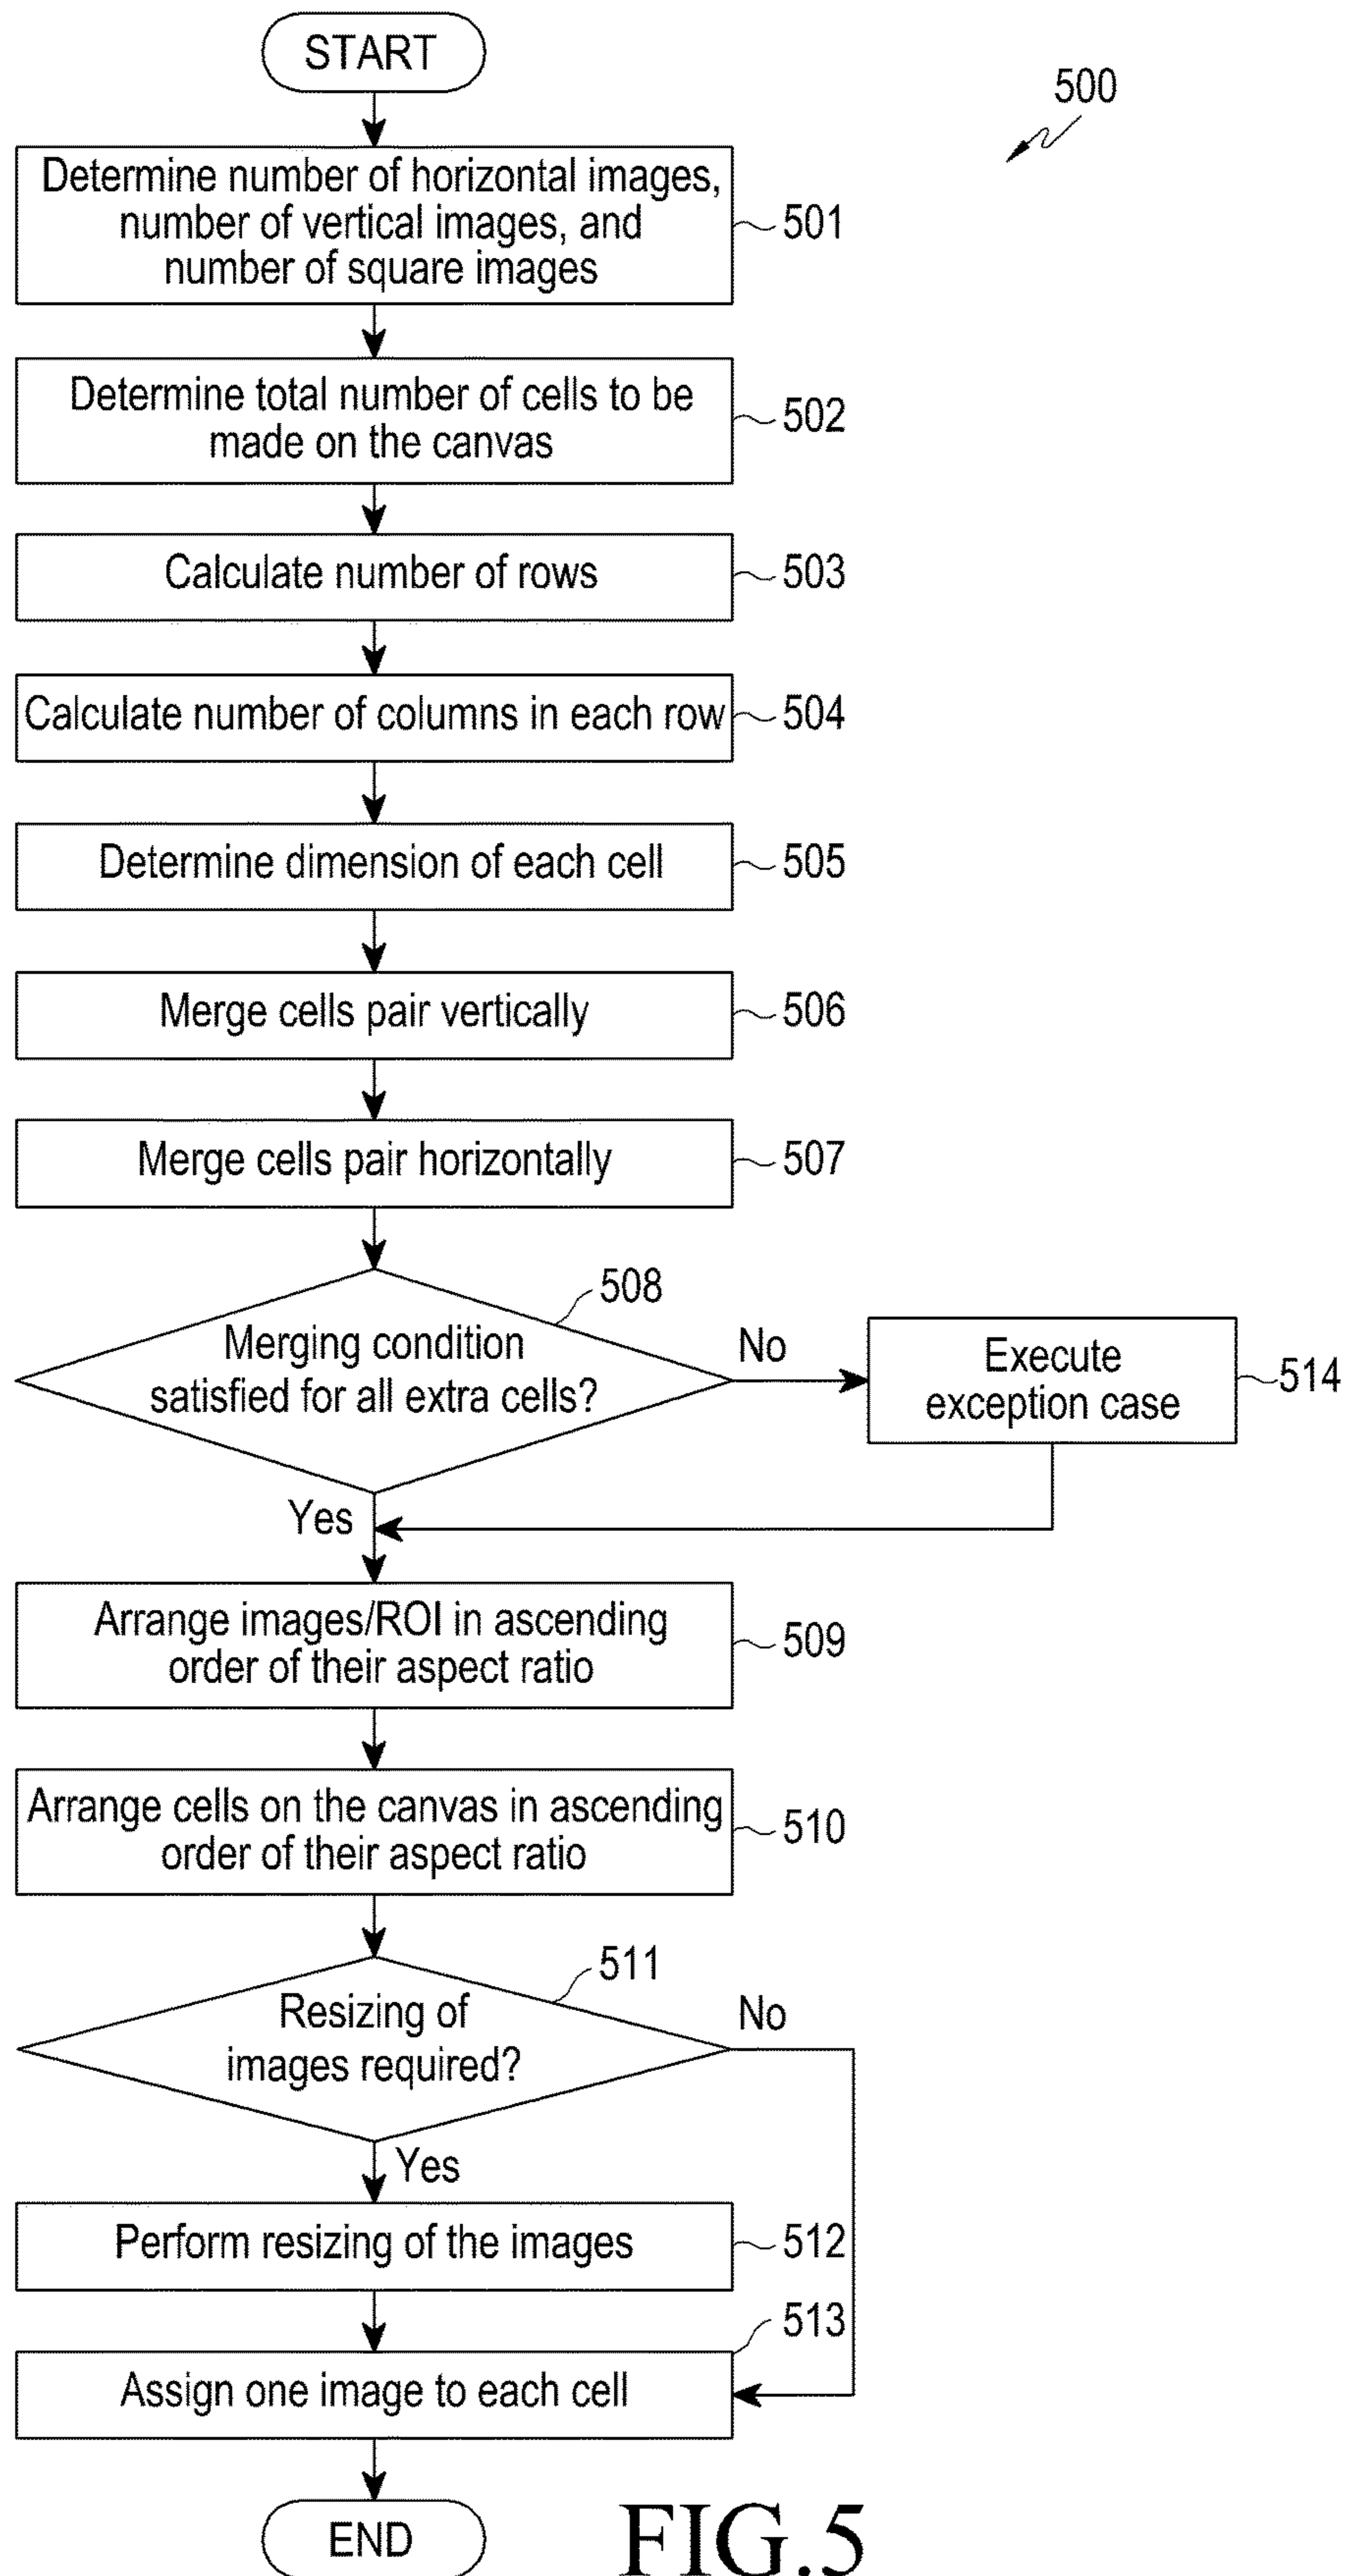 START
500
Determine number of horizontal images,
number of vertical images, and
number of square images
501
Determine total number of cells to be
made on the canvas
502
Calculate number of rows
503
Calculate number of columns in each row
504
Determine dimension of each cell
505
Merge cells pair vertically
506
Merge cells pair horizontally
507
508
Merging condition
satisfied for all extra cells?
No
Execute
exception case
514
Yes
Arrange images/ROI in ascending
order of their aspect ratio
509
Arrange cells on the canvas in ascending
order of their aspect ratio
510
511
Resizing of
images required?
No
Yes
Perform resizing of the images
512
513
Assign one image to each cell
END
FIG.5